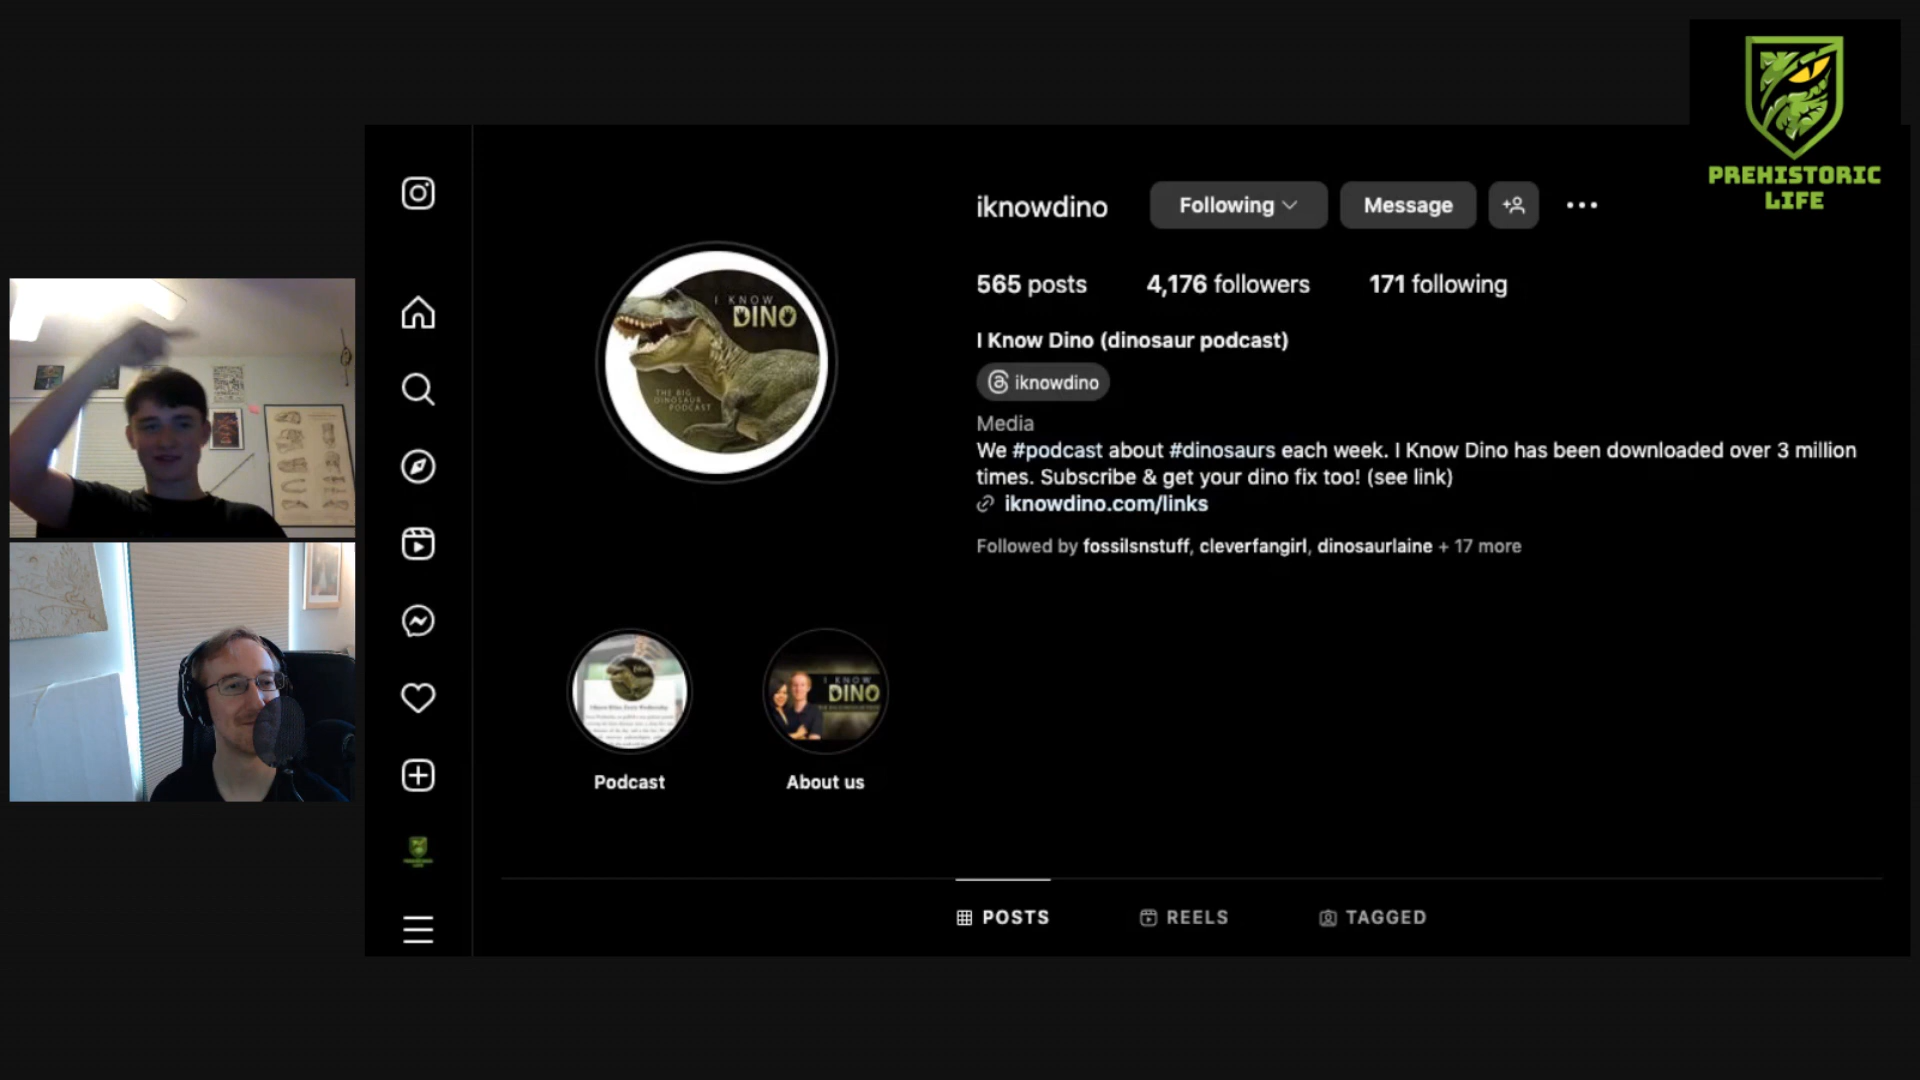 PREHISTORIC
LIFE
iknowdino
Following
Message
565 posts
4,176 followers
171 following
I Know Dino (dinosaur podcast)
iknowdino
Media
We #podcast about #dinosaurs each week. I Know Dino has been downloaded over 3 million
times. Subscribe & get your dino fix too! (see link)
iknowdino.com/links
Followed by fossilsnstuff, cleverfangirl, dinosaurlaine + 17 more
I KNOW
DINO
THE BIG
DINOSAUR
PODCAST
I KNOW
DINO
Podcast
About us
POSTS
REELS
TAGGED